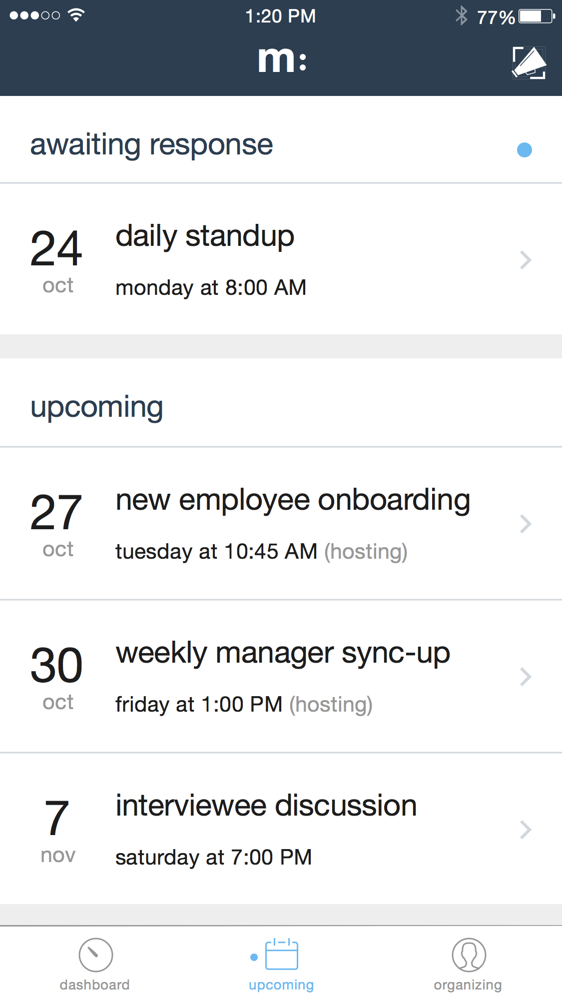 1:20 PM 77%
m:
awaiting response
24 oct
daily standup
monday at 8:00 AM
upcoming
27 oct
new employee onboarding
tuesday at 10:45 AM (hosting)
30 oct
weekly manager sync-up
friday at 1:00 PM (hosting)
7 nov
interviewee discussion
saturday at 7:00 PM
dashboard upcoming organizing